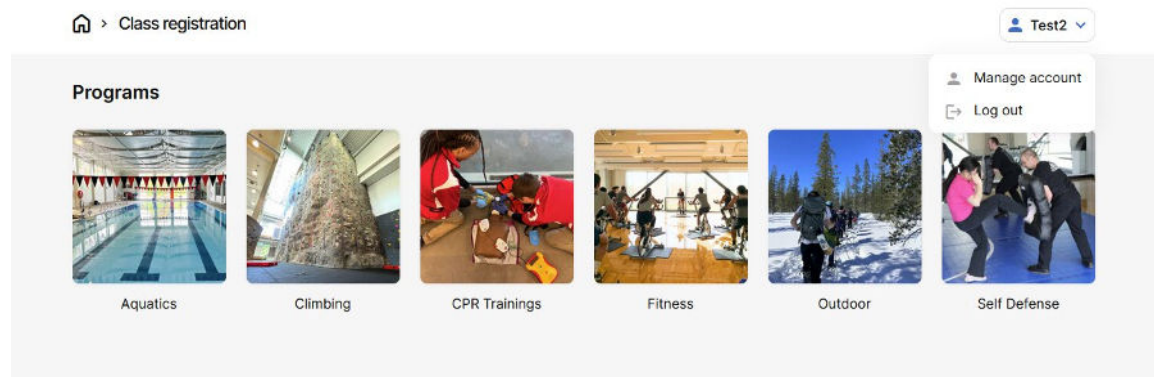 Class registration
Test2
Manage account
Log out
Programs
Aquatics
Climbing
CPR Trainings
Fitness
Outdoor
Self Defense